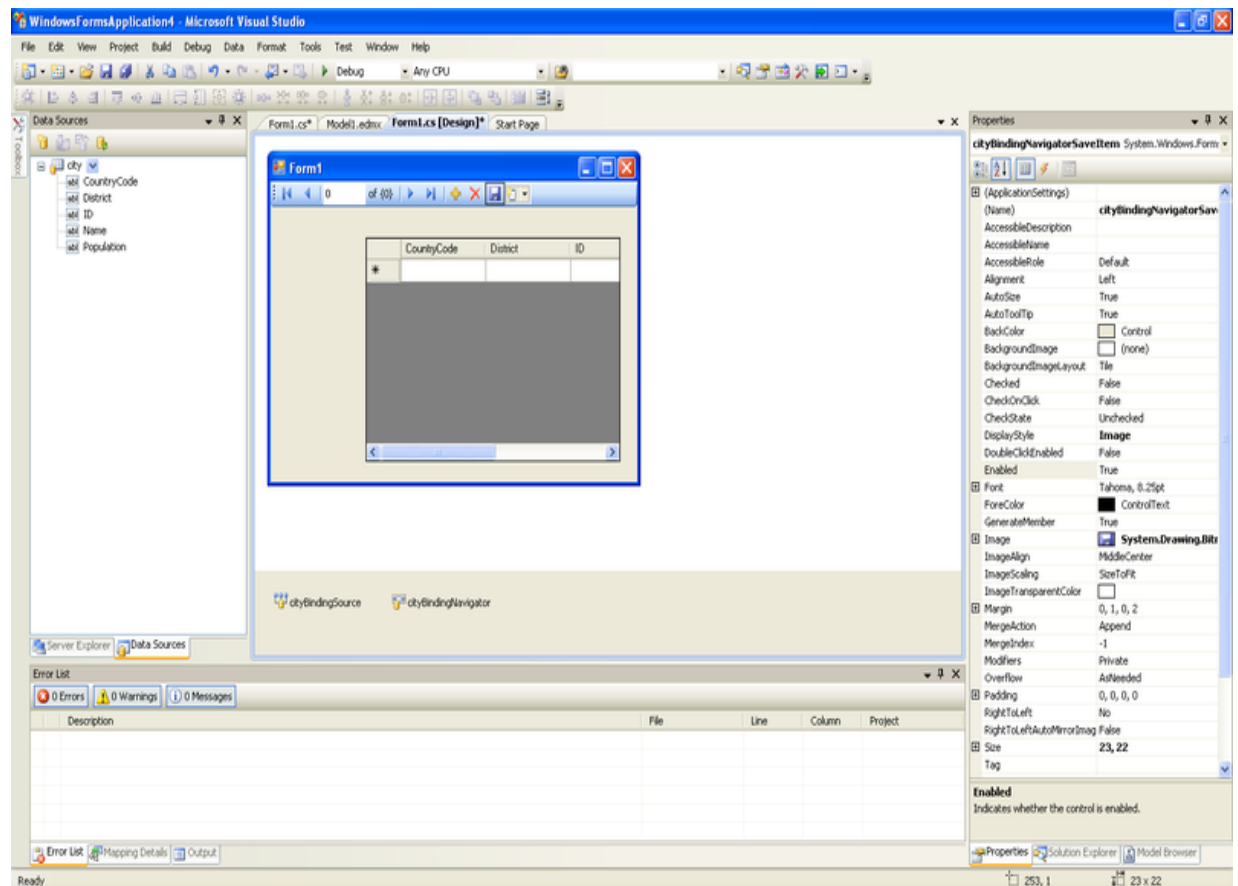 WindowsFormsApplication4 - Microsoft Visual Studio
File Edit View Project Build Debug Data Format Tools Test Window Help
Debug Any CPU
Data Sources
city
CountryCode
District
ID
Name
Population
Server Explorer Data Sources
Toolbox
Form1.cs* Model1.edmx Form1.cs [Design]* Start Page
Form1
0 of {0}
CountryCode District ID
cityBindingSource cityBindingNavigator
Error List
0 Errors 0 Warnings 0 Messages
Description File Line Column Project
Error List Mapping Details Output
Properties
cityBindingNavigatorSaveItem System.Windows.Form
(ApplicationSettings)
(Name) cityBindingNavigatorSav
AccessibleDescription
AccessibleName
AccessibleRole Default
Alignment Left
AutoSize True
AutoToolTip True
BackColor Control
BackgroundImage (none)
BackgroundImageLayout Tile
Checked False
CheckOnClick False
CheckState Unchecked
DisplayStyle Image
DoubleClickEnabled False
Enabled True
Font Tahoma, 8.25pt
ForeColor ControlText
GenerateMember True
Image System.Drawing.Bitm
ImageAlign MiddleCenter
ImageScaling SizeToFit
ImageTransparentColor
Margin 0, 1, 0, 2
MergeAction Append
MergeIndex -1
Modifiers Private
Overflow AsNeeded
Padding 0, 0, 0, 0
RightToLeft No
RightToLeftAutoMirrorImag False
Size 23, 22
Tag
Enabled
Indicates whether the control is enabled.
Properties Solution Explorer Model Browser
Ready 253, 1 23 x 22